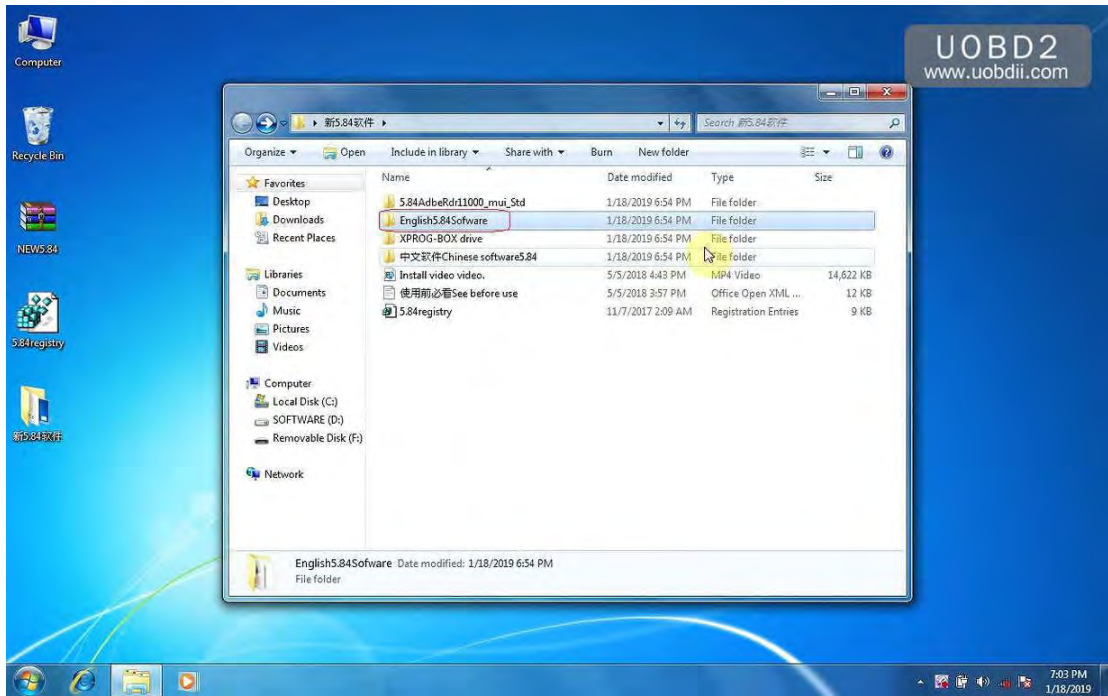 Computer
Recycle Bin
NEW5.84
5.84registry
新5.84软件
UOBD2
www.uobdii.com
新5.84软件
Search 新5.84软件
Organize
Open
Include in library
Share with
Burn
New folder
Favorites
Desktop
Downloads
Recent Places
Libraries
Documents
Music
Pictures
Videos
Computer
Local Disk (C:)
SOFTWARE (D:)
Removable Disk (F:)
Network
Name Date modified Type Size
5.84AdbeRdr11000_mui_Std 1/18/2019 6:54 PM File folder
English5.84Sofware 1/18/2019 6:54 PM File folder
XPROG-BOX drive 1/18/2019 6:54 PM File folder
中文软件Chinese software5.84 1/18/2019 6:54 PM File folder
Install video video. 5/5/2018 4:43 PM MP4 Video 14,622 KB
使用前必看See before use 5/5/2018 3:57 PM Office Open XML ... 12 KB
5.84registry 11/7/2017 2:09 AM Registration Entries 9 KB
English5.84Sofware Date modified: 1/18/2019 6:54 PM
File folder
7:03 PM
1/18/2019